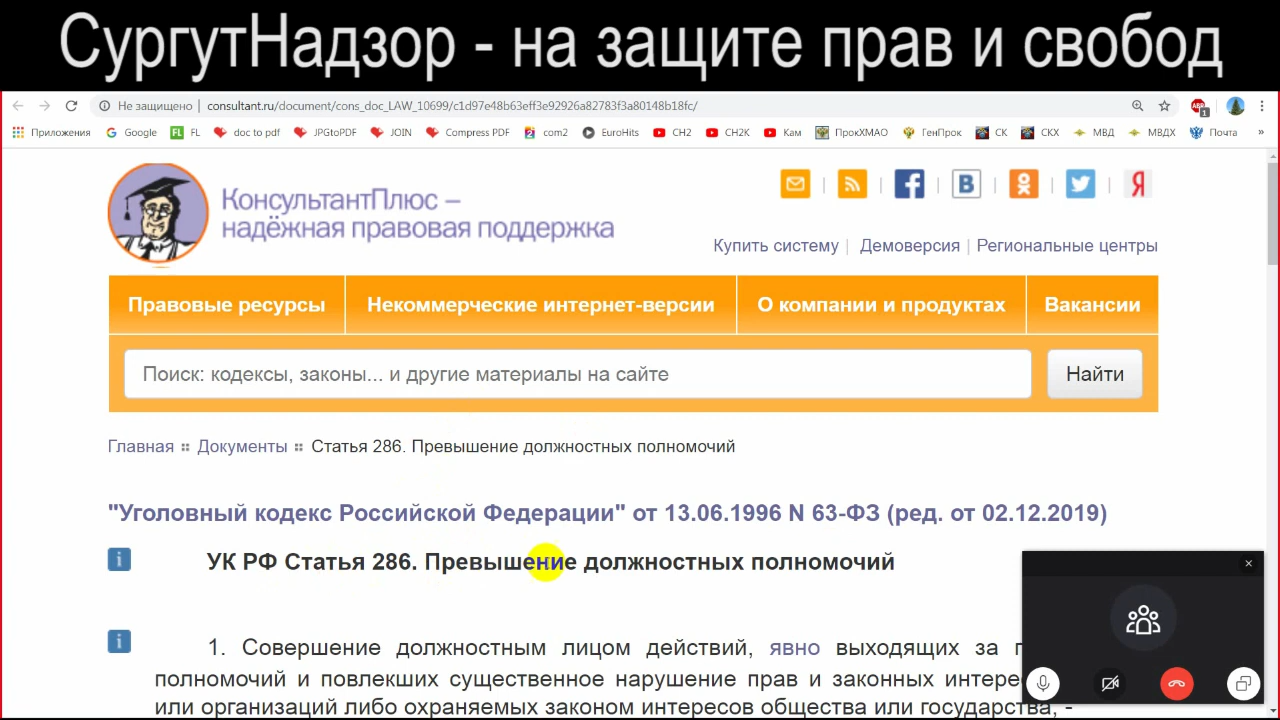 СургутНадзор - на защите прав и свобод
Не защищено | consultant.ru/document/cons_doc_LAW_10699/c1d97e48b63eff3e92926a82783f3a80148b18fc/
ABP 1
Приложения Google FL FL doc to pdf JPGtoPDF JOIN Compress PDF 2 com2 EuroHits CH2 CH2K Кам ПрокХМАО ГенПрок СК СКХ МВД МВДХ Почта »
КонсультантПлюс –
надёжная правовая поддержка
Я
Купить систему | Демоверсия | Региональные центры
Правовые ресурсы Некоммерческие интернет-версии О компании и продуктах Вакансии
Поиск: кодексы, законы... и другие материалы на сайте Найти
Главная Документы Статья 286. Превышение должностных полномочий
"Уголовный кодекс Российской Федерации" от 13.06.1996 N 63-ФЗ (ред. от 02.12.2019)
УК РФ Статья 286. Превышение должностных полномочий
1. Совершение должностным лицом действий, явно выходящих за
полномочий и повлекших существенное нарушение прав и законных
или организаций либо охраняемых законом интересов общества или государства, -